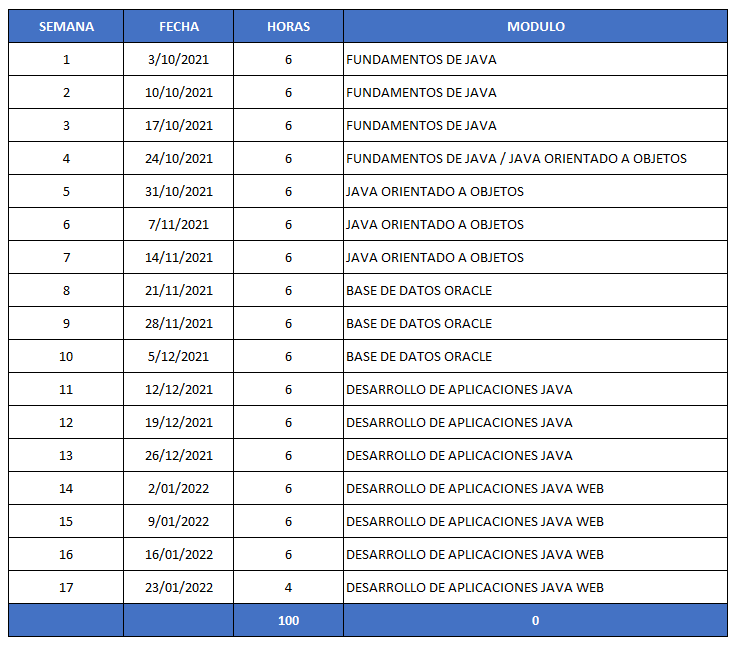 SEMANA FECHA HORAS MODULO
1 3/10/2021 6 FUNDAMENTOS DE JAVA
2 10/10/2021 6 FUNDAMENTOS DE JAVA
3 17/10/2021 6 FUNDAMENTOS DE JAVA
4 24/10/2021 6 FUNDAMENTOS DE JAVA / JAVA ORIENTADO A OBJETOS
5 31/10/2021 6 JAVA ORIENTADO A OBJETOS
6 7/11/2021 6 JAVA ORIENTADO A OBJETOS
7 14/11/2021 6 JAVA ORIENTADO A OBJETOS
8 21/11/2021 6 BASE DE DATOS ORACLE
9 28/11/2021 6 BASE DE DATOS ORACLE
10 5/12/2021 6 BASE DE DATOS ORACLE
11 12/12/2021 6 DESARROLLO DE APLICACIONES JAVA
12 19/12/2021 6 DESARROLLO DE APLICACIONES JAVA
13 26/12/2021 6 DESARROLLO DE APLICACIONES JAVA
14 2/01/2022 6 DESARROLLO DE APLICACIONES JAVA WEB
15 9/01/2022 6 DESARROLLO DE APLICACIONES JAVA WEB
16 16/01/2022 6 DESARROLLO DE APLICACIONES JAVA WEB
17 23/01/2022 4 DESARROLLO DE APLICACIONES JAVA WEB
100 0